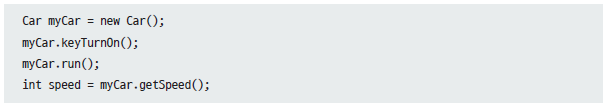 Car myCar = new Car();
myCar.keyTurnOn();
myCar.run();
int speed = myCar.getSpeed();